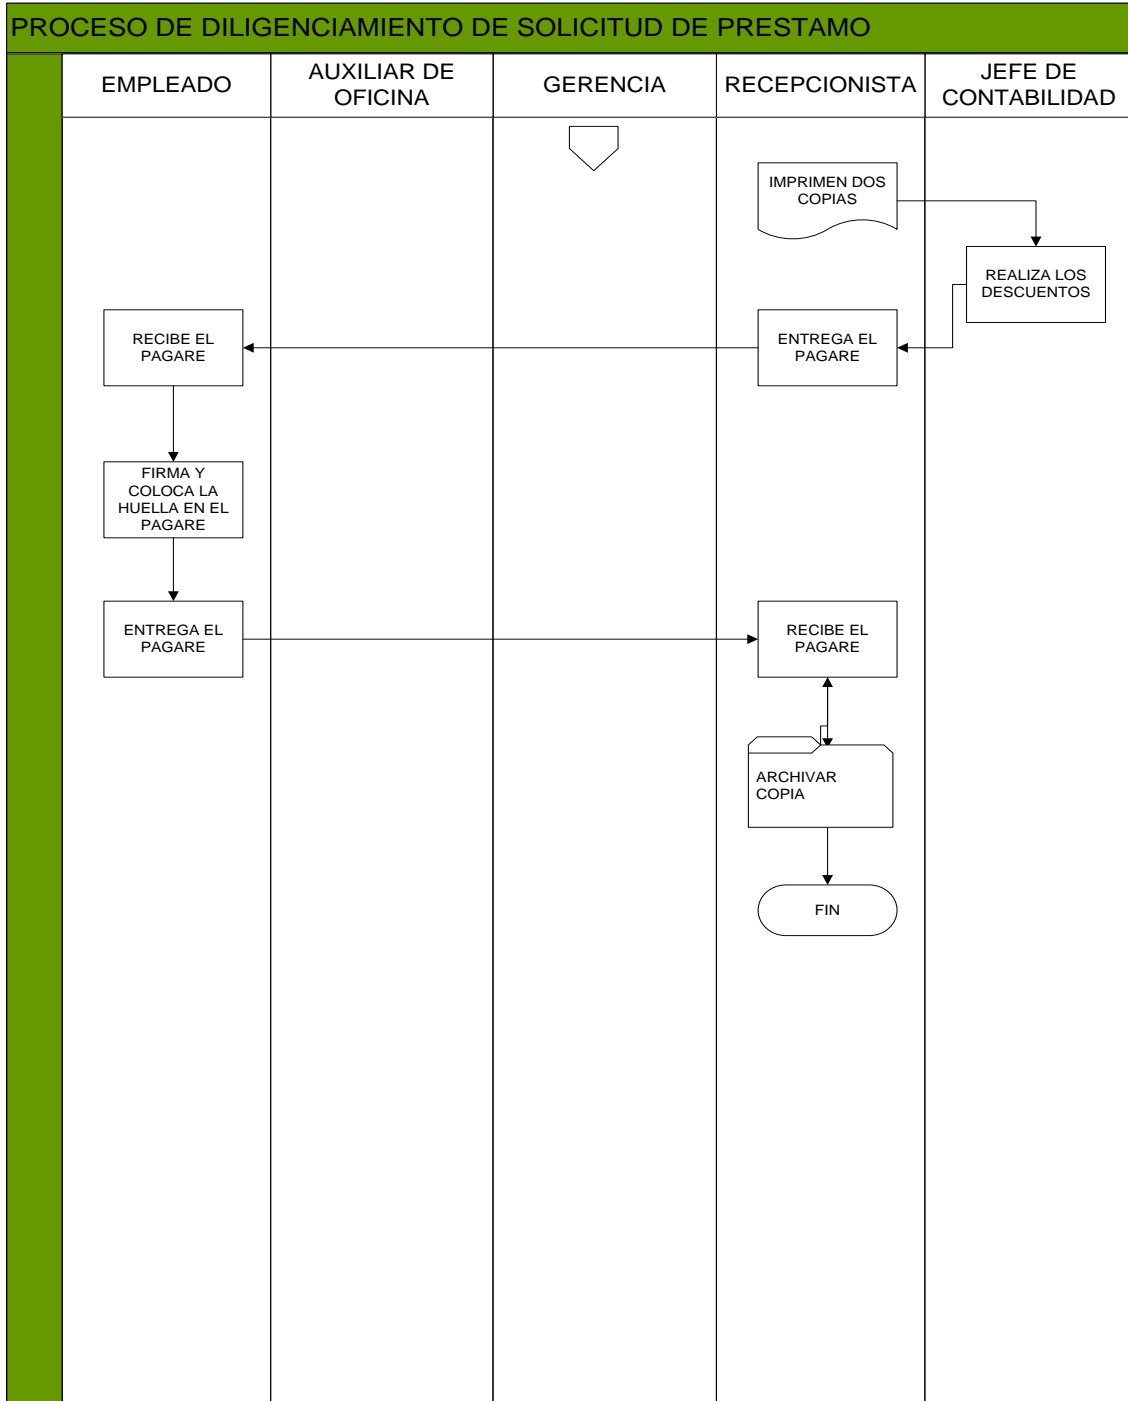 PROCESO DE DILIGENCIAMIENTO DE SOLICITUD DE PRESTAMO
EMPLEADO
AUXILIAR DE
OFICINA
GERENCIA
RECEPCIONISTA
JEFE DE
CONTABILIDAD
IMPRIMEN DOS
COPIAS
REALIZA LOS
DESCUENTOS
RECIBE EL
PAGARE
ENTREGA EL
PAGARE
FIRMA Y
COLOCA LA
HUELLA EN EL
PAGARE
ENTREGA EL
PAGARE
RECIBE EL
PAGARE
ARCHIVAR
COPIA
FIN